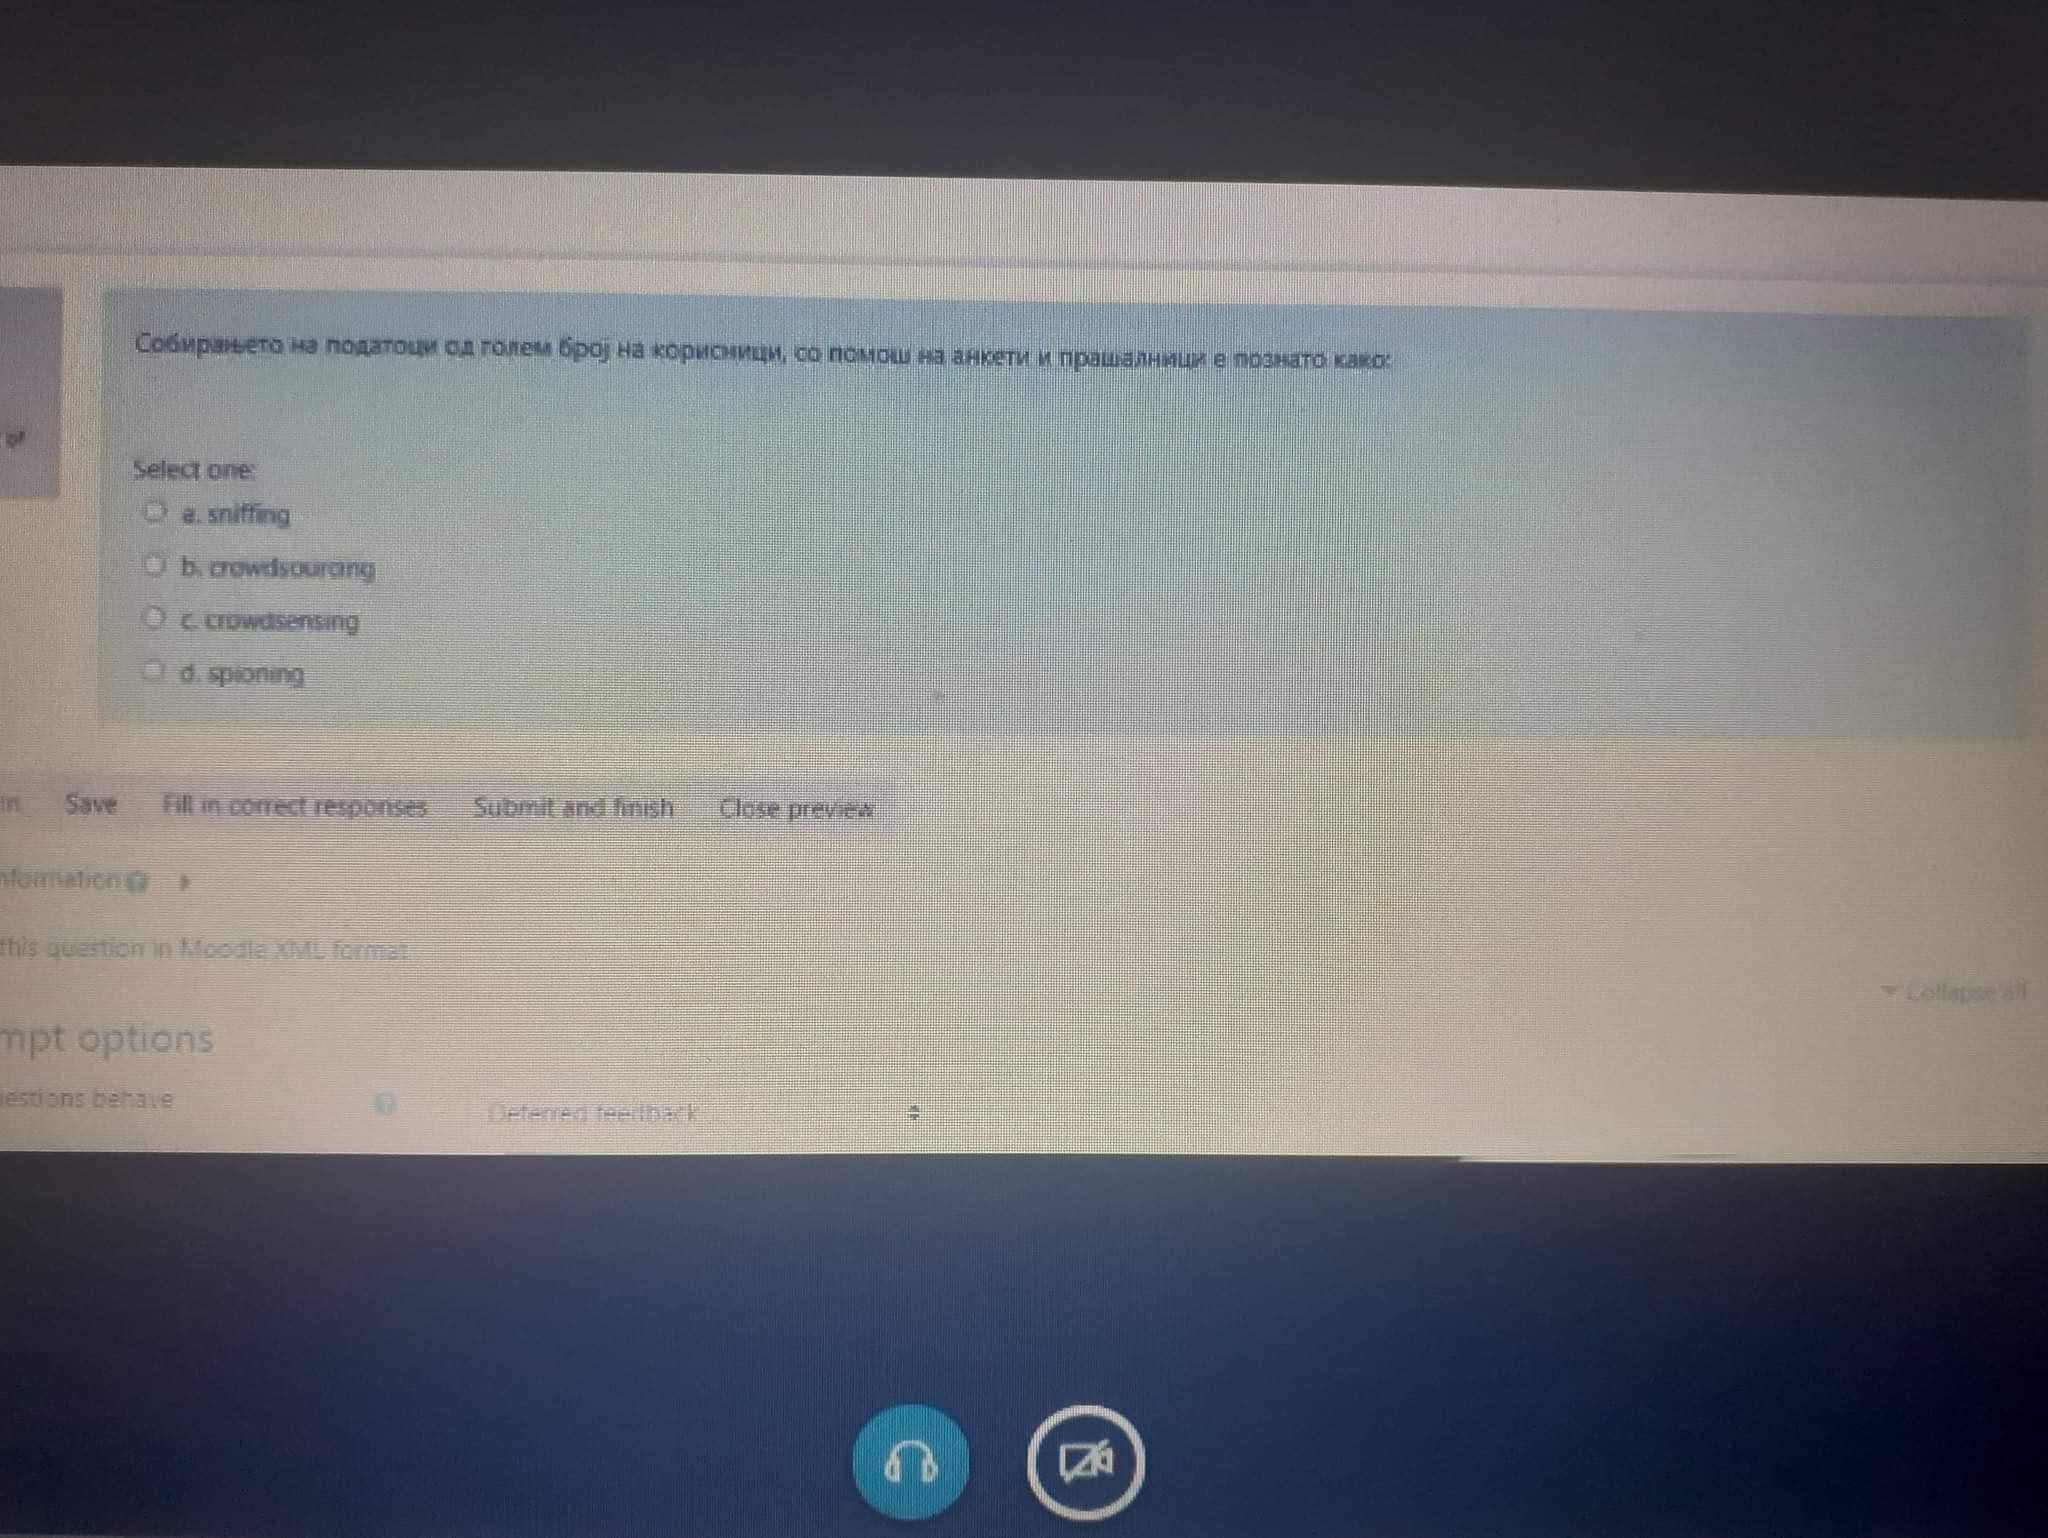 Собирањето на податоци од голем број на корисници, со помош на анкети и прашалници е познато како:
of
Select one:
a. sniffing
b. crowdsourcing
c. crowdsensing
d. spioning
in Save Fill in correct responses Submit and finish Close preview
nformation
this question in Moodle XML format
Collapse all
mpt options
estions behave Deferred feedback